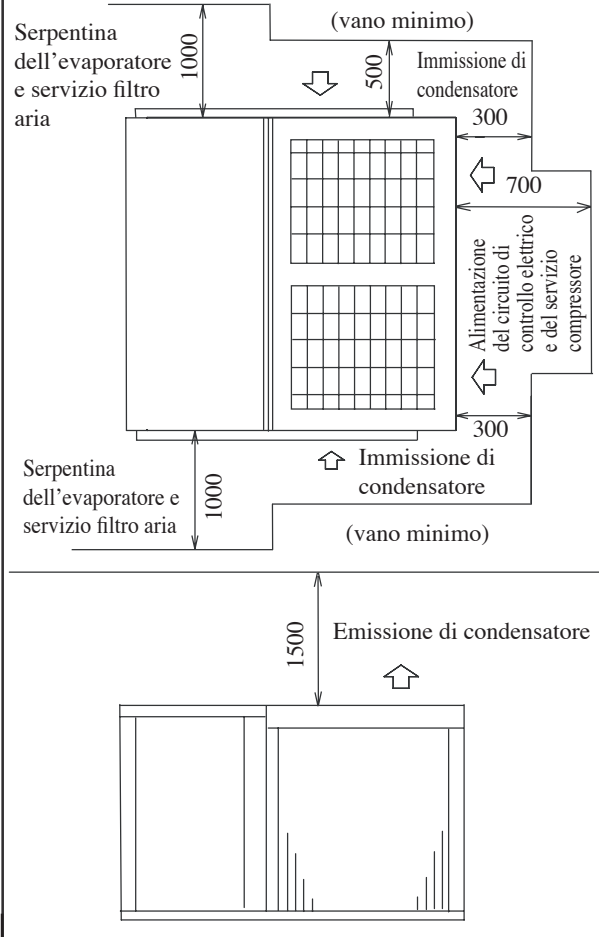 Serpentina
dell'evaporatore
e servizio filtro
aria
1000
(vano minimo)
500
Immissione di
condensatore
300
700
Alimentazione
del circuito di
controllo elettrico
e del servizio
compressore
300
Serpentina
dell'evaporatore e
servizio filtro aria
1000
Immissione di
condensatore
(vano minimo)
1500
Emissione di condensatore